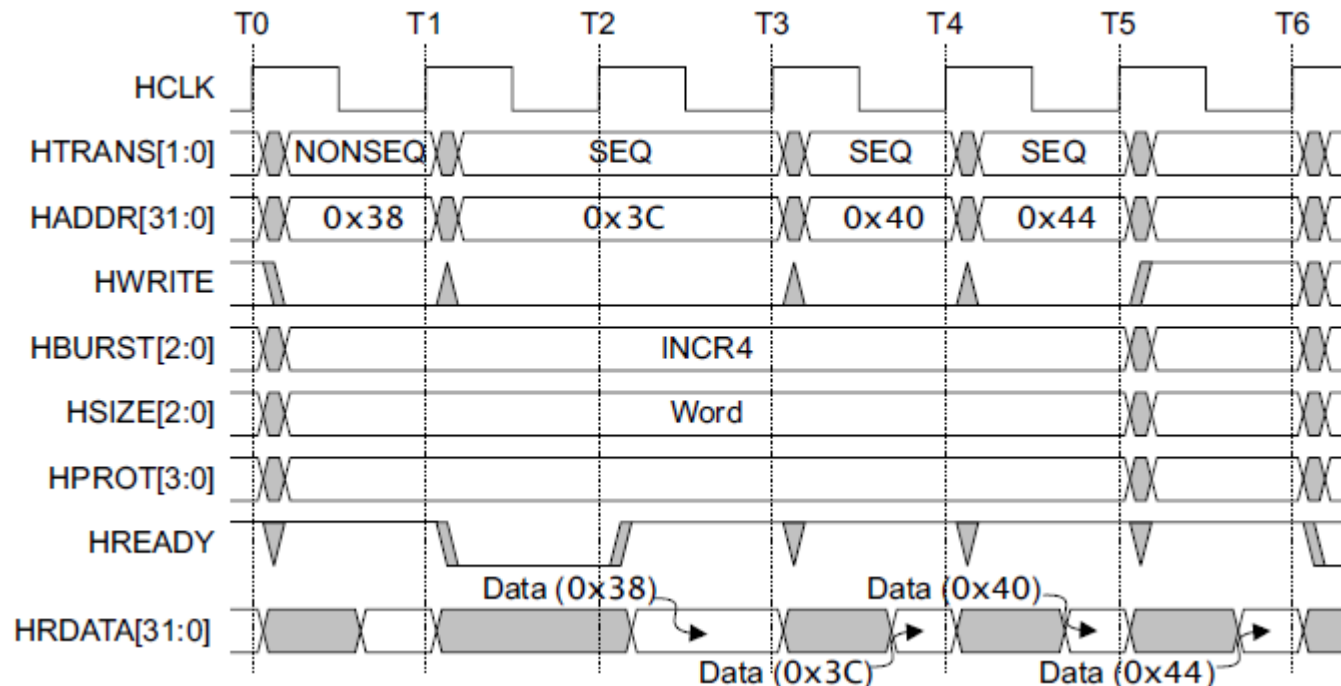 T0 T1 T2 T3 T4 T5 T6
HCLK
HTRANS[1:0] NONSEQ SEQ SEQ SEQ
HADDR[31:0] 0x38 0x3C 0x40 0x44
HWRITE
HBURST[2:0] INCR4
HSIZE[2:0] Word
HPROT[3:0]
HREADY
Data (0x38) Data (0x40)
HRDATA[31:0]
Data (0x3C) Data (0x44)